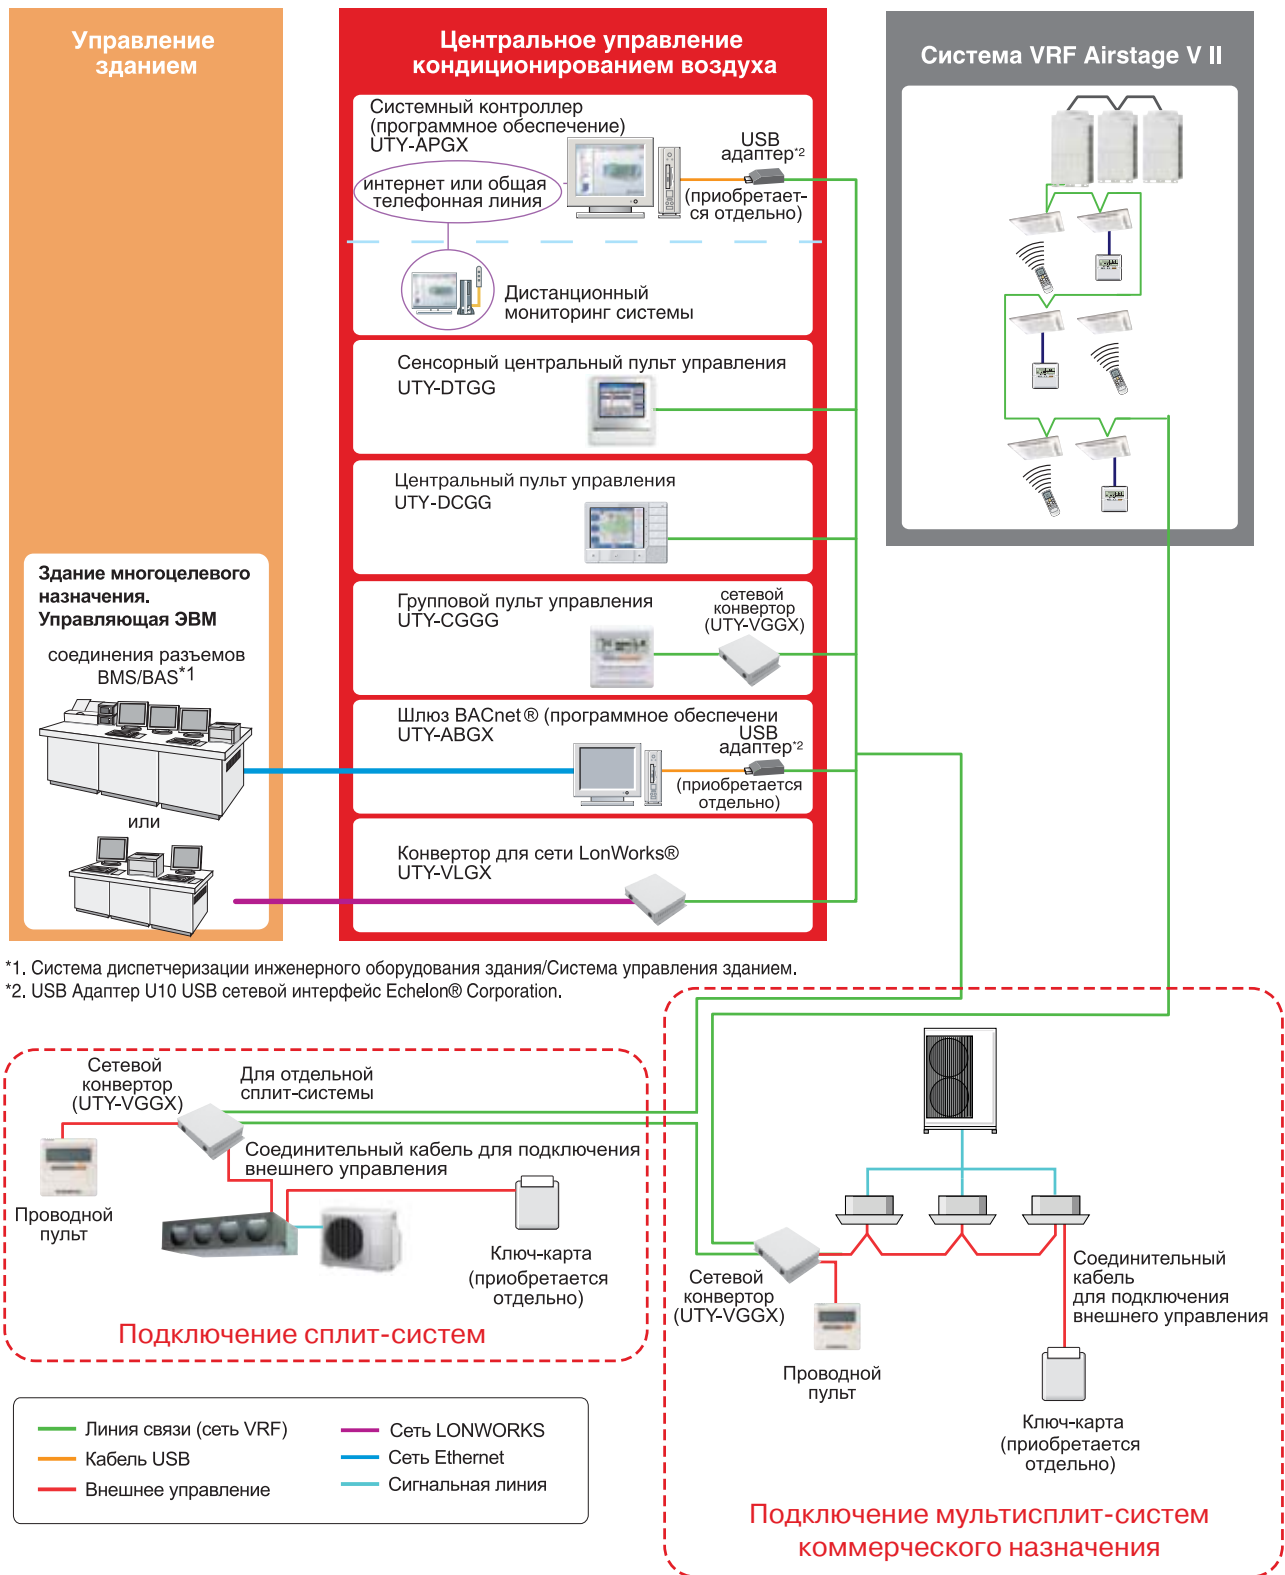 Управление
зданием
Центральное управление
кондиционированием воздуха
Система VRF Airstage V II
Системный контроллер
(программное обеспечение)
UTY-APGX
USB
адаптер*2
интернет или общая
телефонная линия
(приобретает-
ся отдельно)
Дистанционный
мониторинг системы
Сенсорный центральный пульт управления
UTY-DTGG
Центральный пульт управления
UTY-DCGG
Здание многоцелевого
назначения.
Управляющая ЭВМ
соединения разъемов
BMS/BAS*1
или
Групповой пульт управления
UTY-CGGG
сетевой
конвертор
(UTY-VGGX)
Шлюз BACnet® (программное обеспечени
UTY-ABGX
USB
адаптер*2
(приобретается
отдельно)
Конвертор для сети LonWorks®
UTY-VLGX
*1. Система диспетчеризации инженерного оборудования здания/Система управления зданием.
*2. USB Адаптер U10 USB сетевой интерфейс Echelon® Corporation.
Сетевой
конвертор
(UTY-VGGX)
Для отдельной
сплит-системы
Соединительный кабель для подключения
внешнего управления
Проводной
пульт
Ключ-карта
(приобретается
отдельно)
Подключение сплит-систем
Сетевой
конвертор
(UTY-VGGX)
Соединительный
кабель
для подключения
внешнего управления
Проводной
пульт
Ключ-карта
(приобретается
отдельно)
Подключение мультисплит-систем
коммерческого назначения
Линия связи (сеть VRF)
Кабель USB
Внешнее управление
Сеть LONWORKS
Сеть Ethernet
Сигнальная линия